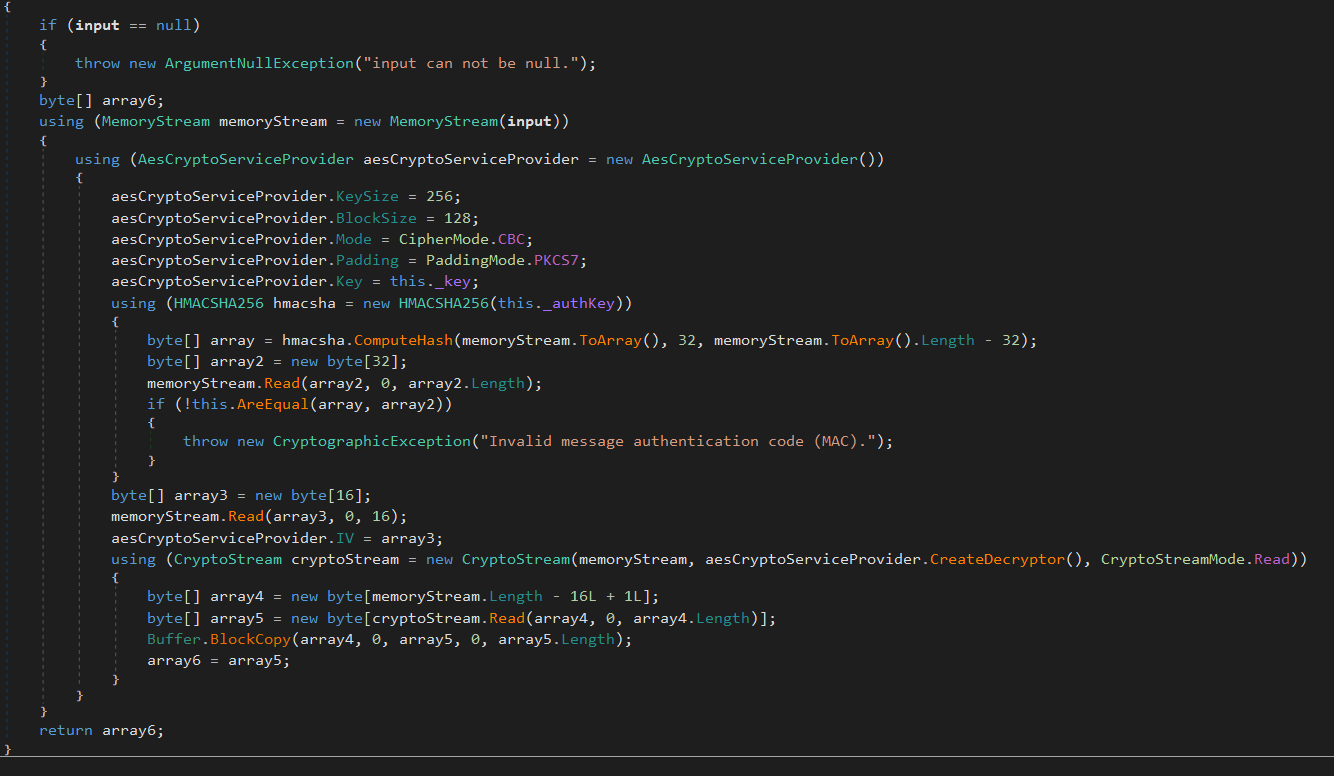 {
if (input == null)
{
throw new ArgumentNullException("input can not be null.");
}
byte[] array6;
using (MemoryStream memoryStream = new MemoryStream(input))
{
using (AesCryptoServiceProvider aesCryptoServiceProvider = new AesCryptoServiceProvider())
{
aesCryptoServiceProvider.KeySize = 256;
aesCryptoServiceProvider.BlockSize = 128;
aesCryptoServiceProvider.Mode = CipherMode.CBC;
aesCryptoServiceProvider.Padding = PaddingMode.PKCS7;
aesCryptoServiceProvider.Key = this._key;
using (HMACSHA256 hmacsha = new HMACSHA256(this._authKey))
{
byte[] array = hmacsha.ComputeHash(memoryStream.ToArray(), 32, memoryStream.ToArray().Length - 32);
byte[] array2 = new byte[32];
memoryStream.Read(array2, 0, array2.Length);
if (!this.AreEqual(array, array2))
{
throw new CryptographicException("Invalid message authentication code (MAC).");
}
}
byte[] array3 = new byte[16];
memoryStream.Read(array3, 0, 16);
aesCryptoServiceProvider.IV = array3;
using (CryptoStream cryptoStream = new CryptoStream(memoryStream, aesCryptoServiceProvider.CreateDecryptor(), CryptoStreamMode.Read))
{
byte[] array4 = new byte[memoryStream.Length - 16L + 1L];
byte[] array5 = new byte[cryptoStream.Read(array4, 0, array4.Length)];
Buffer.BlockCopy(array4, 0, array5, 0, array5.Length);
array6 = array5;
}
}
}
return array6;
}